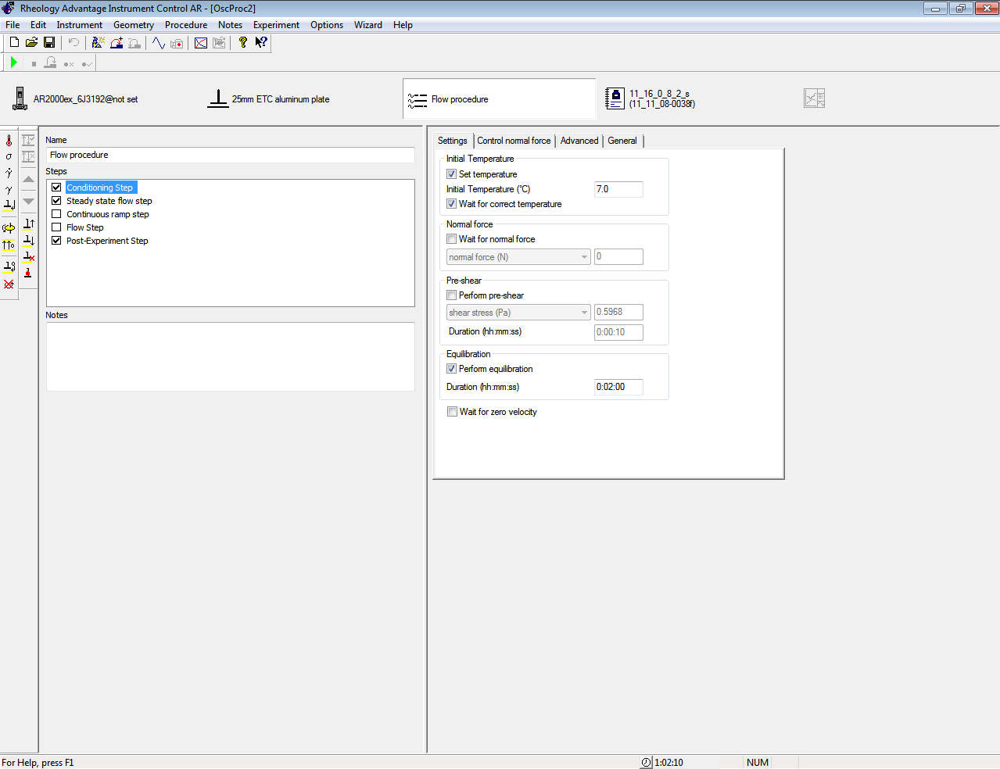 Rheology Advantage Instrument Control AR - [OscProc2]
File Edit Instrument Geometry Procedure Notes Experiment Options Wizard Help
AR2000ex_6J3192@not set
25mm ETC aluminum plate
Flow procedure
11_16_0_8_2_s
(11_11_08-0038f)
Name
Flow procedure
Steps
Conditioning Step
Steady state flow step
Continuous ramp step
Flow Step
Post-Experiment Step
Notes
Settings Control normal force Advanced General
Initial Temperature
Set temperature
Initial Temperature (°C) 7.0
Wait for correct temperature
Normal force
Wait for normal force
normal force (N) 0
Pre-shear
Perform pre-shear
shear stress (Pa) 0.5968
Duration (hh:mm:ss) 0:00:10
Equilibration
Perform equilibration
Duration (hh:mm:ss) 0:02:00
Wait for zero velocity
For Help, press F1 1:02:10 NUM